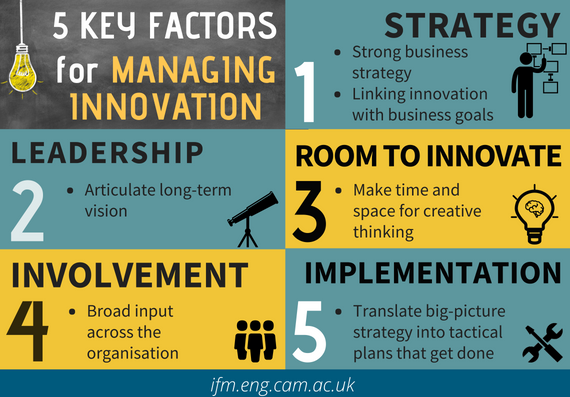 5 KEY FACTORS
for MANAGING
INNOVATION
STRATEGY
1
• Strong business
strategy
• Linking innovation
with business goals
LEADERSHIP
2
• Articulate long-term
vision
ROOM TO INNOVATE
3
• Make time and
space for creative
thinking
INVOLVEMENT
4
• Broad input
across the
organisation
IMPLEMENTATION
5
• Translate big-picture
strategy into tactical
plans that get done
ifm.eng.cam.ac.uk